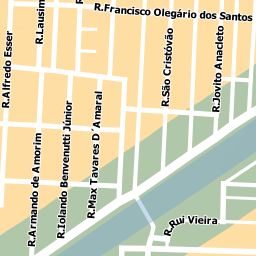 R.Francisco Olegário dos Santos
R.Alfredo Esser
R.São Cristóvão
R.Jovito Anacleto
R.Armando de Amorim
R.Iolando Benvenutti Júnior
R.Max Tavares D´Amaral
R.Rui Vieira